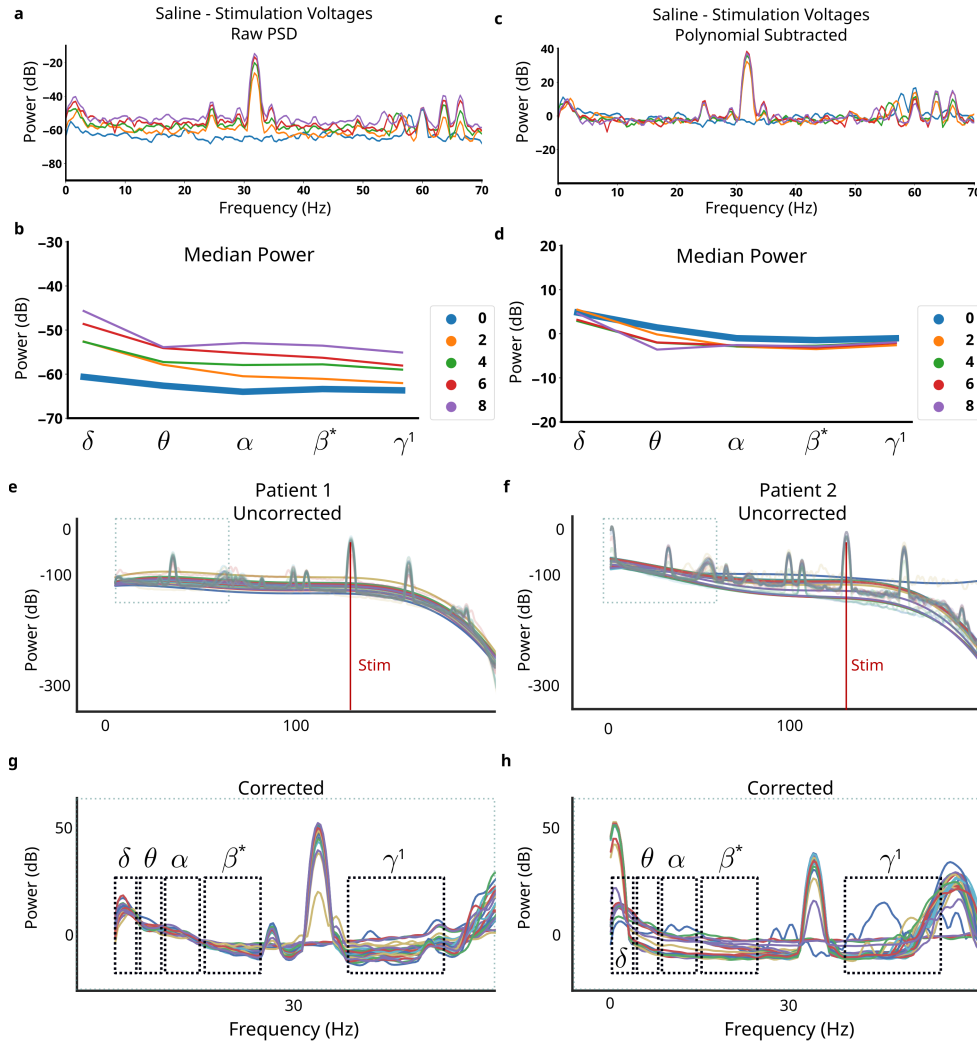 a
Saline - Stimulation Voltages
Raw PSD
Power (dB)
−20
−40
−60
−80
0 10 20 30 40 50 60 70
Frequency (Hz)
c
Saline - Stimulation Voltages
Polynomial Subtracted
Power (dB)
40
20
0
−20
0 10 20 30 40 50 60 70
Frequency (Hz)
b
Median Power
Power (dB)
−30
−40
−50
−60
−70
δ θ α β* γ¹
0
2
4
6
8
d
Median Power
Power (dB)
20
10
0
−10
−20
δ θ α β* γ¹
0
2
4
6
8
e
Patient 1
Uncorrected
Power (dB)
0
-100
-300
Stim
0 100
f
Patient 2
Uncorrected
Power (dB)
0
-100
-300
Stim
0 100
g
Corrected
Power (dB)
50
0
δ θ α β* γ¹
30
Frequency (Hz)
h
Corrected
Power (dB)
50
0
θ α β* γ¹
δ
0 30
Frequency (Hz)